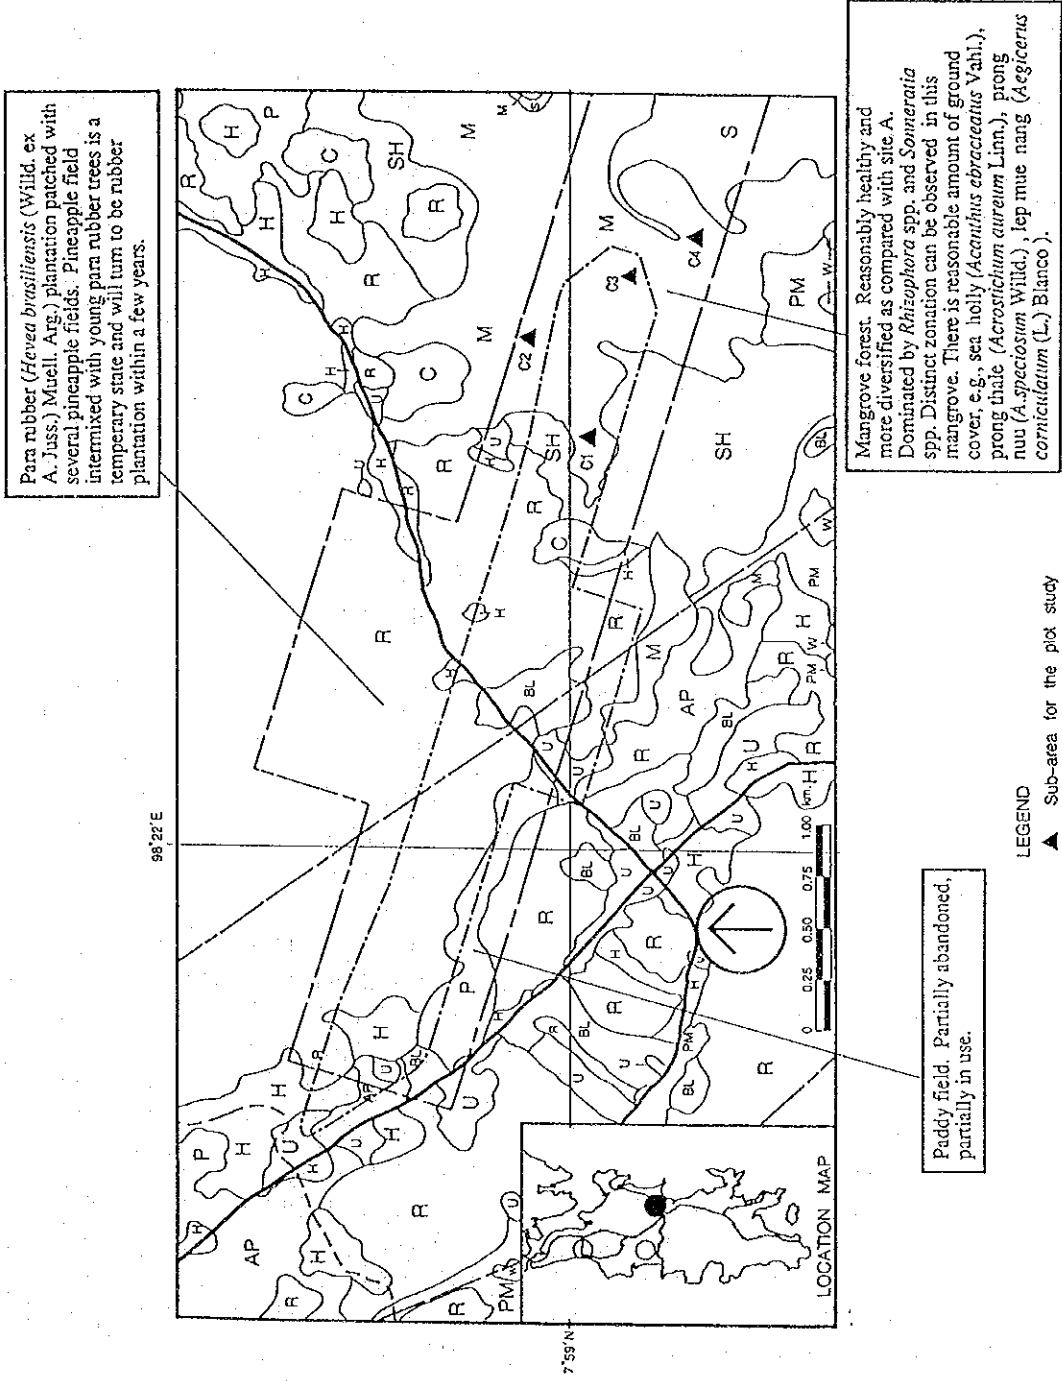 Para rubber (Hevea brasiliensis (Willd. ex
A. Juss.) Muell. Arg.) plantation patched with
several pineapple fields. Pineapple field
intermixed with young para rubber trees is a
temporary state and will turn to be rubber
plantation within a few years.
98°22'E
7°59'N
H
P
R
C
SH
M
S
AP
BL
U
PM
W
C1
C2
C3
C4
0 0.25 0.50 0.75 1.00 km.
LOCATION MAP
Paddy field. Partially abandoned,
partially in use.
Mangrove forest. Reasonably healthy and
more diversified as compared with site A.
Dominated by Rhizophora spp. and Sonneratia
spp. Distinct zonation can be observed in this
mangrove. There is reasonable amount of ground
cover, e.g., sea holly (Acanthus ebracteatus Vahl.),
prong thale (Acrostichum aureum Linn.), prong
nuu (A.speciosum Willd.) , lep mue nang (Aegicerus
corniculatum (L.) Blanco ).
LEGEND
▲ Sub-area for the plot study